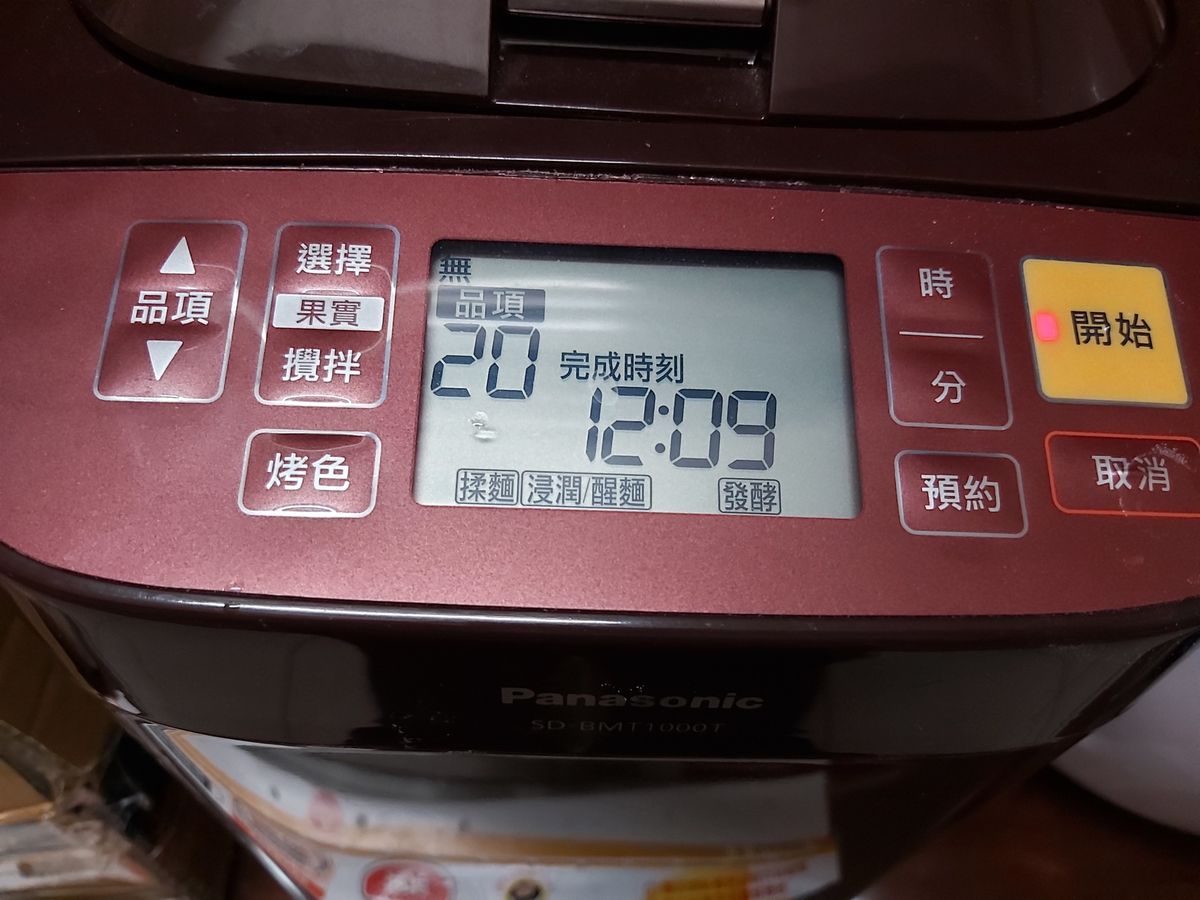 品項
選擇
果實
攪拌
烤色
無
品項
20
完成時刻
12:09
揉麵 浸潤/醒麵 發酵
時
分
預約
開始
取消
Panasonic
SD-BMT1000T